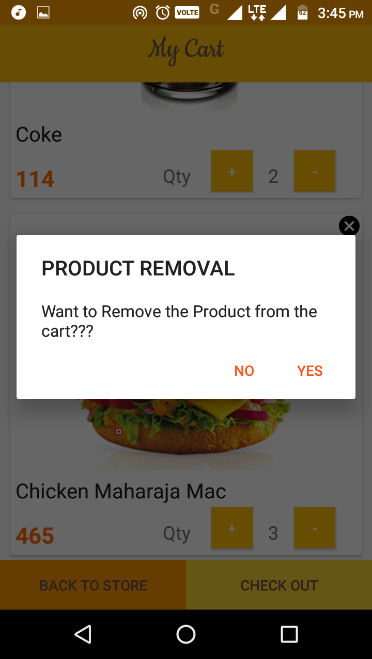 VOLTE G LTE 92 3:45 PM
My Cart
Coke
114 Qty + 2 -
PRODUCT REMOVAL
Want to Remove the Product from the
cart???
NO YES
Chicken Maharaja Mac
465 Qty + 3 -
BACK TO STORE CHECK OUT